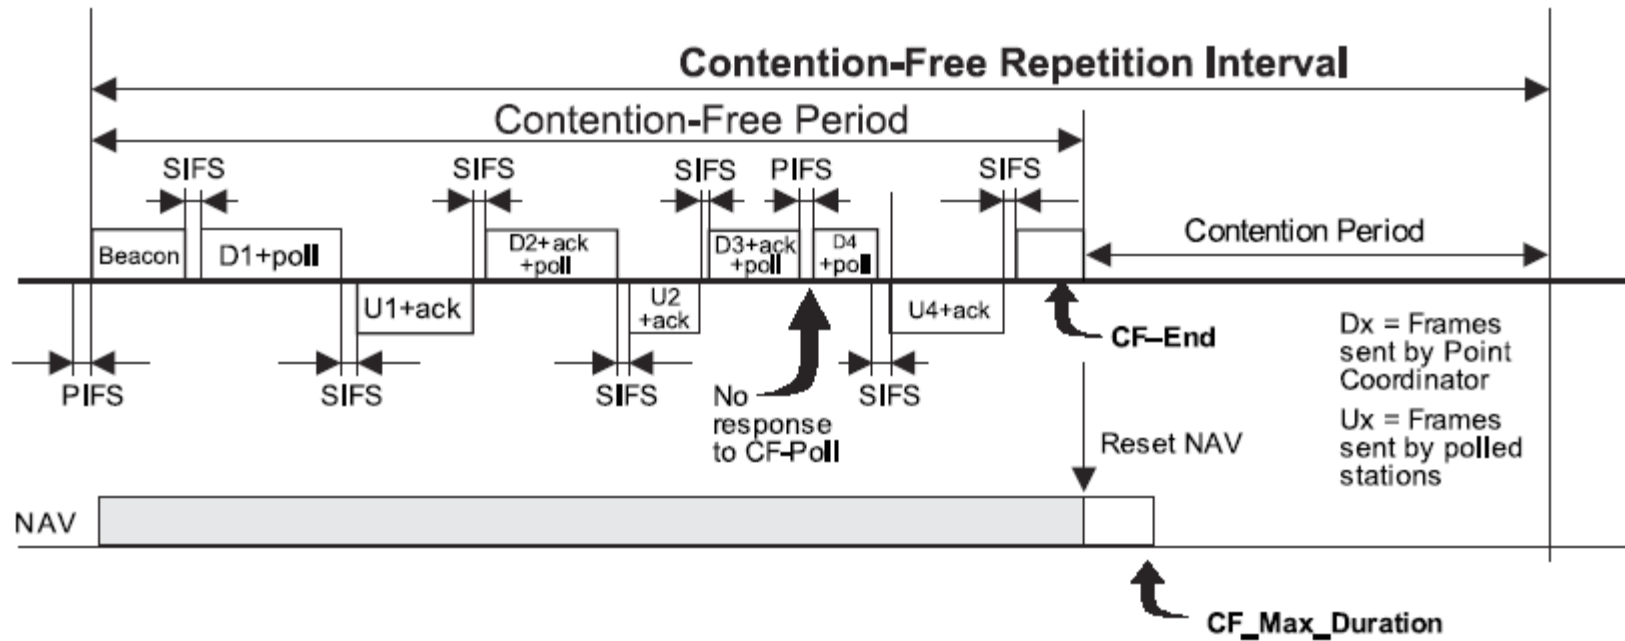 Contention-Free Repetition Interval
Contention-Free Period
SIFS
SIFS
SIFS
PIFS
SIFS
Contention Period
Beacon
D1+poll
D2+ack
+poll
D3+ack
+poll
D4
+poll
U1+ack
U2
+ack
U4+ack
PIFS
SIFS
SIFS
SIFS
No
response
to CF-Poll
CF–End
Dx = Frames
sent by Point
Coordinator
Ux = Frames
sent by polled
stations
Reset NAV
NAV
CF_Max_Duration